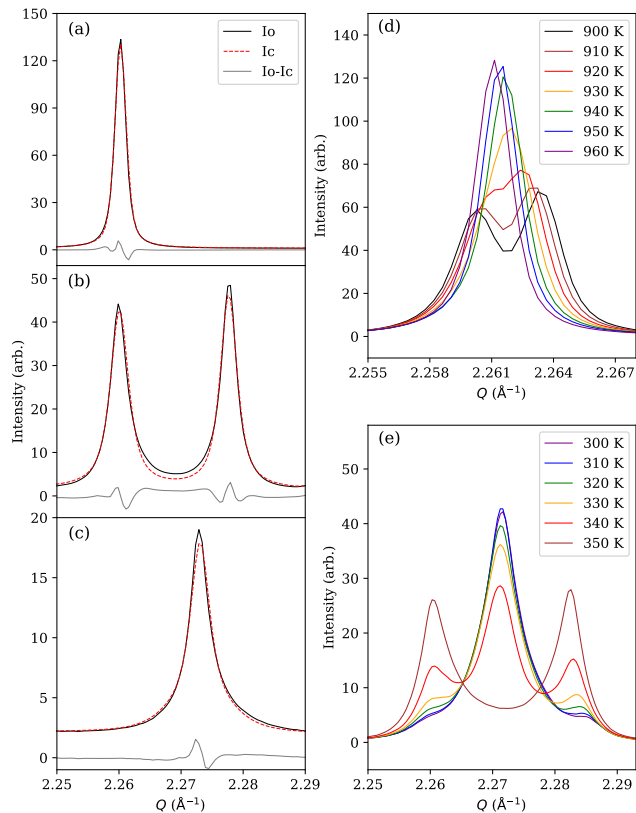 (a)
Io
Ic
Io-Ic
150
120
90
60
30
0
(b)
Intensity (arb.)
50
40
30
20
10
0
(c)
20
15
10
5
0
2.25
2.26
2.27
2.28
2.29
Q (Å⁻¹)
(d)
900 K
910 K
920 K
930 K
940 K
950 K
960 K
Intensity (arb.)
140
120
100
80
60
40
20
0
2.255
2.258
2.261
2.264
2.267
Q (Å⁻¹)
(e)
300 K
310 K
320 K
330 K
340 K
350 K
Intensity (arb.)
50
40
30
20
10
0
2.25
2.26
2.27
2.28
2.29
Q (Å⁻¹)